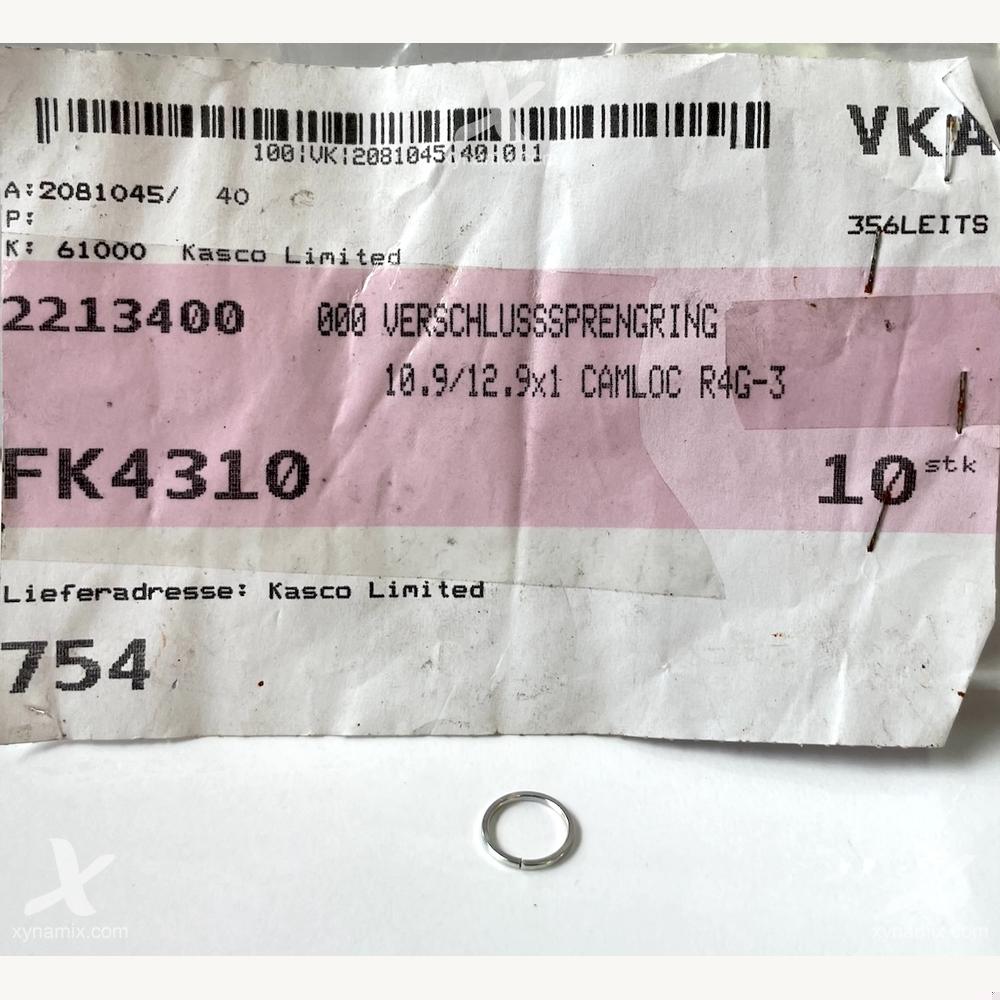 100¦VK¦2081045¦40¦0¦1
VKA
A:2081045/ 40
P:
356LEITS
K: 61000 Kasco Limited
2213400 000 VERSCHLUSSSPRENGRING
10.9/12.9x1 CAMLOC R4G-3
FK4310 10 stk
Lieferadresse: Kasco Limited
754
X
xynamix.com
xynamix.com